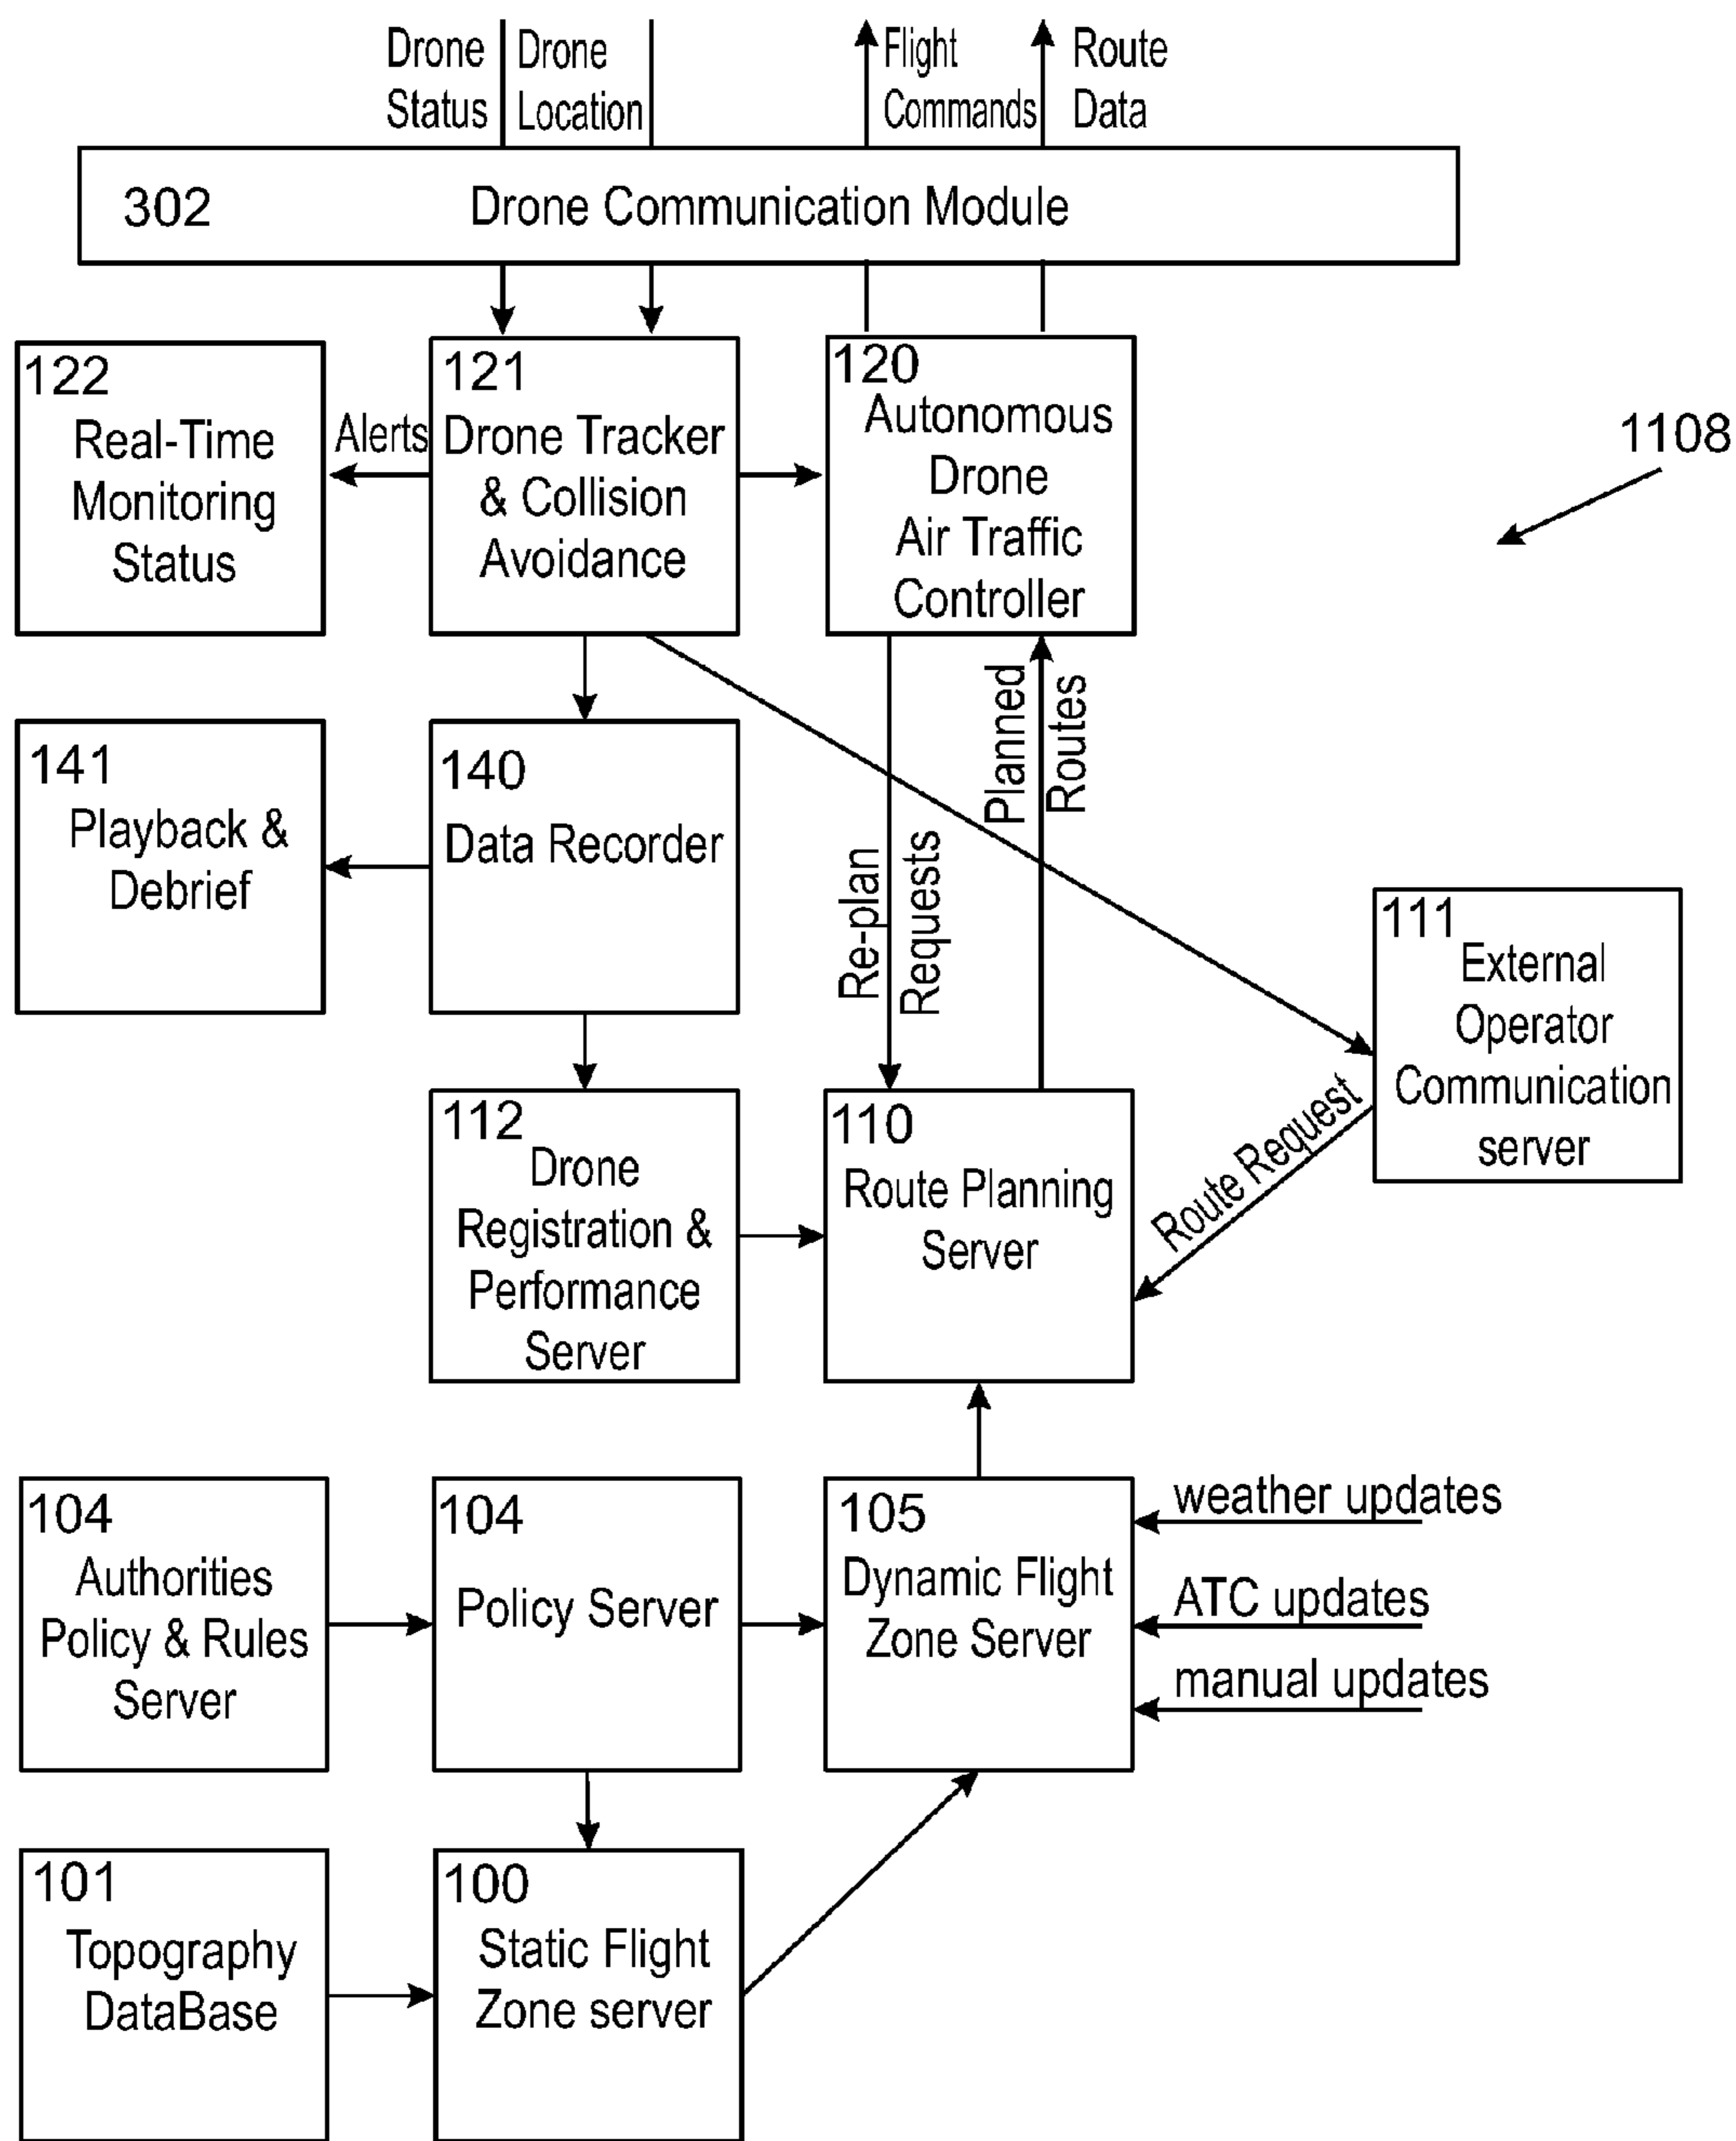 Drone
Status
Drone
Location
Flight
Commands
Route
Data
302
Drone Communication Module
122
Real-Time
Monitoring
Status
Alerts
121
Drone Tracker
& Collision
Avoidance
120
Autonomous
Drone
Air Traffic
Controller
1108
141
Playback &
Debrief
140
Data Recorder
Re-plan
Requests
Planned
Routes
111
External
Operator
Communication
server
112
Drone
Registration &
Performance
Server
110
Route Planning
Server
Route Request
104
Authorities
Policy & Rules
Server
104
Policy Server
105
Dynamic Flight
Zone Server
weather updates
ATC updates
manual updates
101
Topography
DataBase
100
Static Flight
Zone server